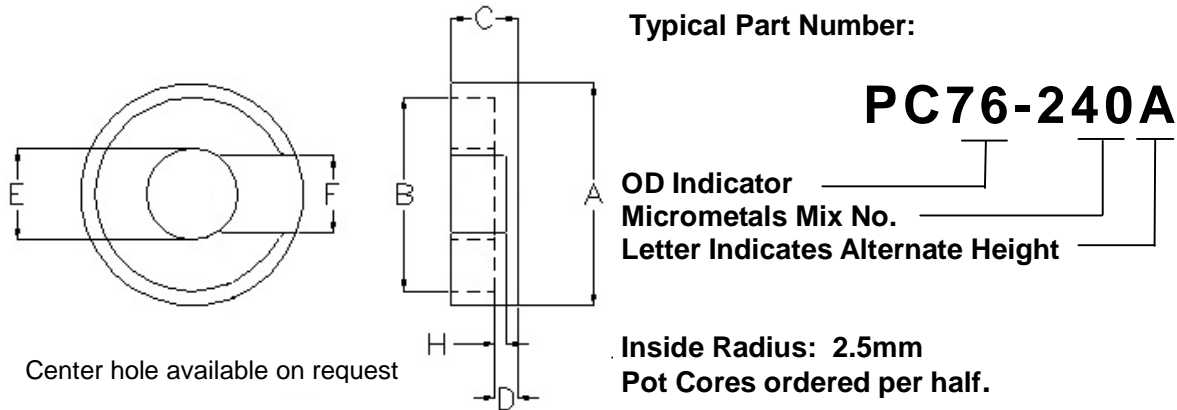 Typical Part Number:
PC76-240A
OD Indicator
Micrometals Mix No.
Letter Indicates Alternate Height
C
E
F
B
A
H
D
Center hole available on request
Inside Radius: 2.5mm
Pot Cores ordered per half.